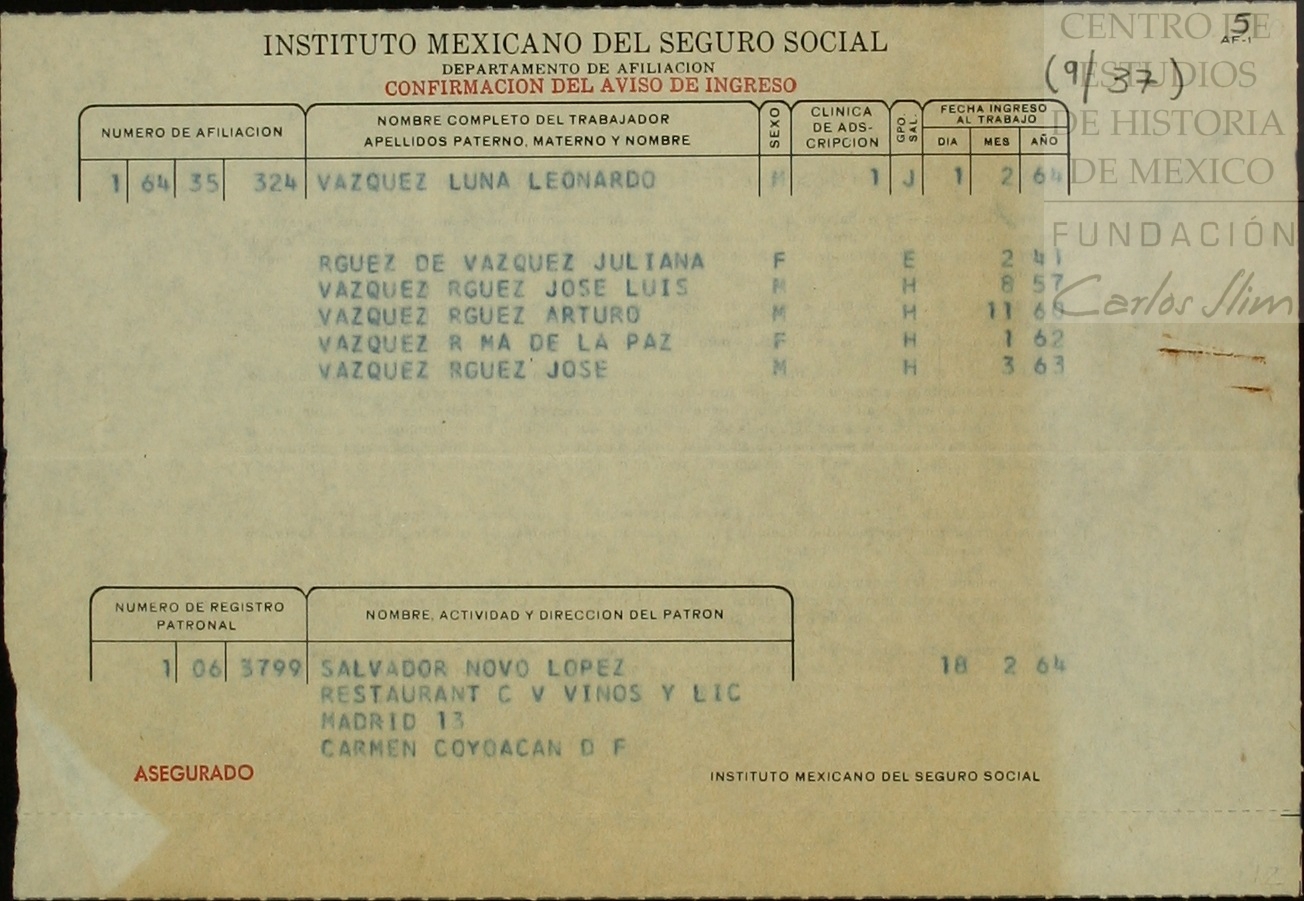 CENTRO DE
ESTUDIOS
DE HISTORIA
DE MEXICO
FUNDACIÓN
Carlos Slim
5
AF-1
(9/37)
INSTITUTO MEXICANO DEL SEGURO SOCIAL
DEPARTAMENTO DE AFILIACION
CONFIRMACION DEL AVISO DE INGRESO
NUMERO DE AFILIACION
NOMBRE COMPLETO DEL TRABAJADOR
APELLIDOS PATERNO, MATERNO Y NOMBRE
SEXO
CLINICA
DE ADS-
CRIPCION
GPO.
SAL.
FECHA INGRESO
AL TRABAJO
DIA MES AÑO
1 64 35 324 VAZQUEZ LUNA LEONARDO M 1 J 1 2 64
RGUEZ DE VAZQUEZ JULIANA F E 2 41
VAZQUEZ RGUEZ JOSE LUIS M H 8 57
VAZQUEZ RGUEZ ARTURO M H 11 60
VAZQUEZ R MA DE LA PAZ F H 1 62
VAZQUEZ RGUEZ JOSE M H 3 63
NUMERO DE REGISTRO
PATRONAL
NOMBRE, ACTIVIDAD Y DIRECCION DEL PATRON
1 06 3799 SALVADOR NOVO LOPEZ 18 2 64
RESTAURANT C V VINOS Y LIC
MADRID 13
CARMEN COYOACAN D F
ASEGURADO
INSTITUTO MEXICANO DEL SEGURO SOCIAL